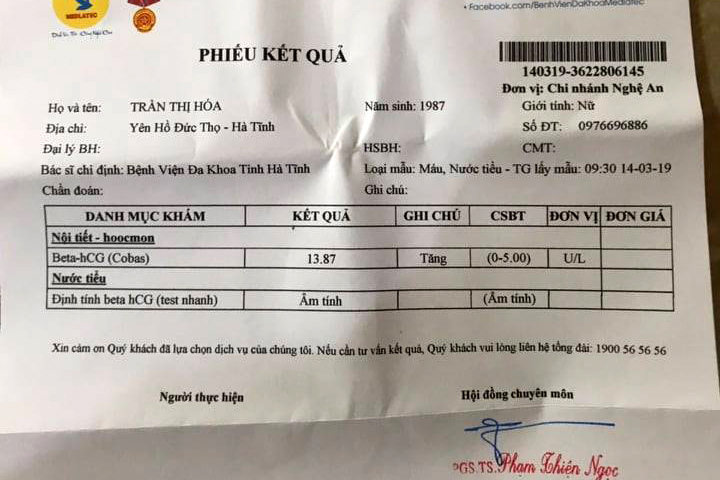 • Facebook.com/BenhVienDaKhoaMedlatec
MEDLATEC
PHIẾU KẾT QUẢ
140319-3622806145
Đơn vị: Chi nhánh Nghệ An
Họ và tên: TRẦN THỊ HÓA Năm sinh: 1987 Giới tính: Nữ
Địa chỉ: Yên Hồ Đức Thọ - Hà Tĩnh Số ĐT: 0976696886
Đại lý BH: HSBH: CMT:
Bác sĩ chỉ định: Bệnh Viện Đa Khoa Tỉnh Hà Tĩnh Loại mẫu: Máu, Nước tiểu - TG lấy mẫu: 09:30 14-03-19
Chẩn đoán: Ghi chú:
DANH MỤC KHÁM KẾT QUẢ GHI CHÚ CSBT ĐƠN VỊ ĐƠN GIÁ
Nội tiết - hoocmon
Beta-hCG (Cobas) 13.87 Tăng (0-5.00) U/L
Nước tiểu
Định tính beta hCG (test nhanh) Âm tính (Âm tính)
Xin cảm ơn Quý khách đã lựa chọn dịch vụ của chúng tôi. Nếu cần tư vấn kết quả, Quý khách vui lòng liên hệ tổng đài: 1900 56 56 56
Người thực hiện Hội đồng chuyên môn
PGS.TS. Phạm Thiện Ngọc